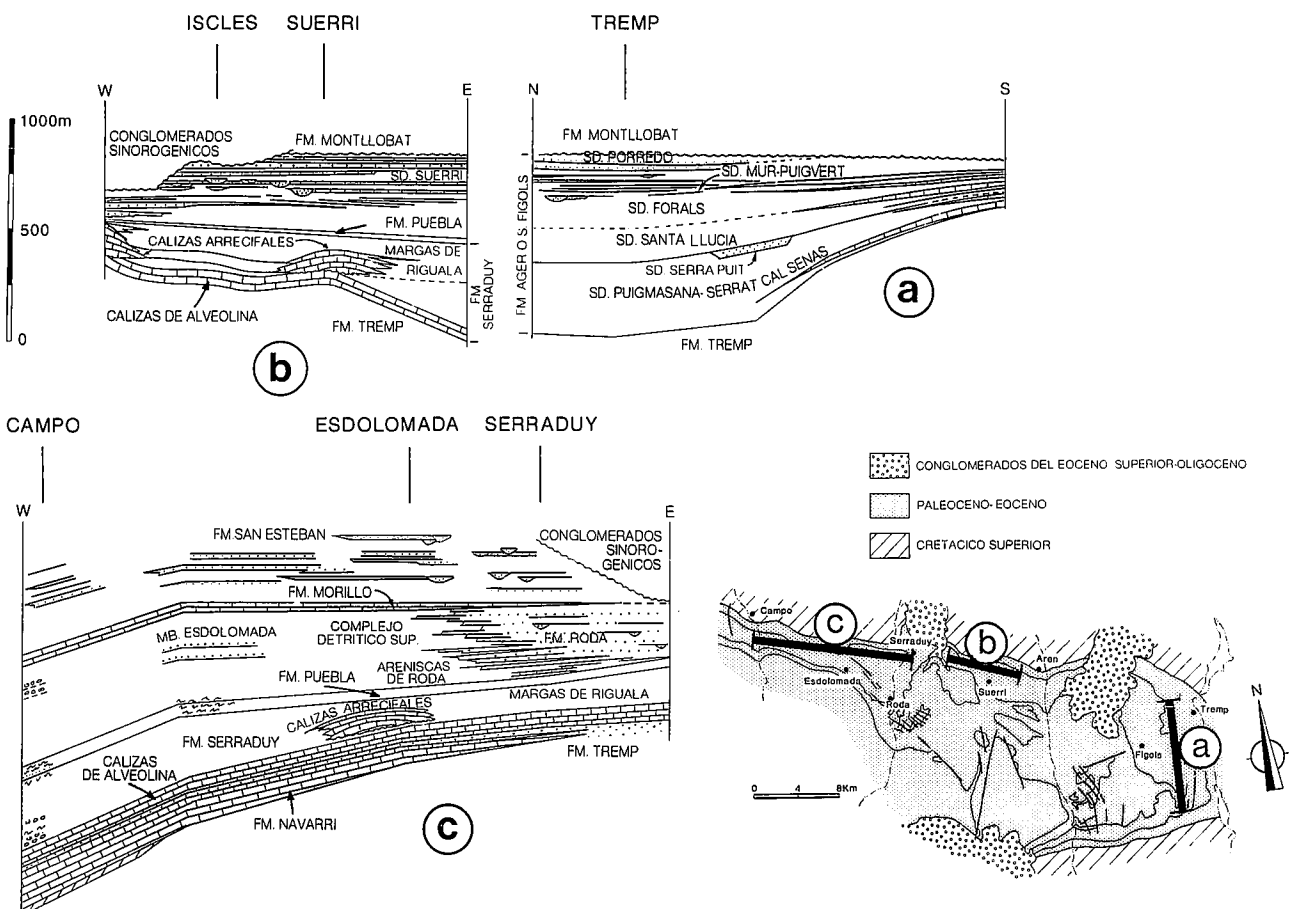 ISCLES SUERRI TREMP
W E N S
1000m
500
0
CONGLOMERADOS
SINOROGENICOS
FM. MONTLLOBAT
SD. SUERRI
FM. PUEBLA
CALIZAS ARRECIFALES
MARGAS DE
RIGUALA
CALIZAS DE ALVEOLINA
FM. TREMP
FM
SERRADUY
b
FM MONTLLOBAT
SD. PORREDO
SD. MUR-PUIGVERT
SD. FORALS
SD. SANTA LLUCIA
SD. SERRA PUIT
SD. PUIGMASANA-SERRAT CALSENAS
FM. TREMP
FM AGER O S. FIGOLS
a
CAMPO ESDOLOMADA SERRADUY
W E
FM.SAN ESTEBAN
CONGLOMERADOS
SINORO-
GENICOS
FM. MORILLO
MB. ESDOLOMADA
COMPLEJO
DETRITICO SUP.
FM. RODA
ARENISCAS
DE RODA
FM. PUEBLA
MARGAS DE RIGUALA
CALIZAS ARRECIFALES
FM. SERRADUY
FM. TREMP
CALIZAS
DE ALVEOLINA
FM. NAVARRI
c
CONGLOMERADOS DEL EOCENO SUPERIOR-OLIGOCENO
PALEOCENO-EOCENO
CRETACICO SUPERIOR
Campo
c
Serraduy
b
Aren
Esdolomada
Suerri
Roda
Tremp
Figols
a
N
0 4 8Km